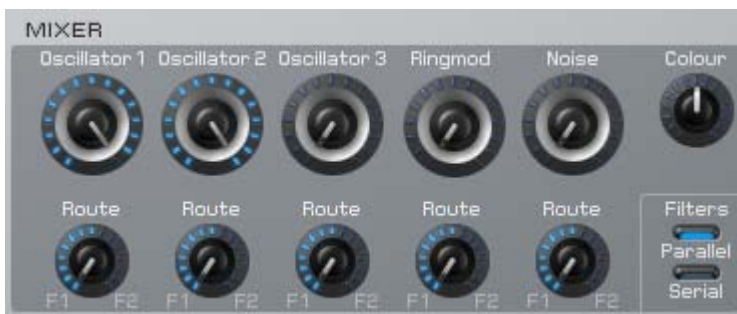 MIXER
Oscillator 1 Oscillator 2 Oscillator 3 Ringmod Noise Colour
Route Route Route Route Route Filters
Parallel
F1 F2 F1 F2 F1 F2 F1 F2 F1 F2
Serial